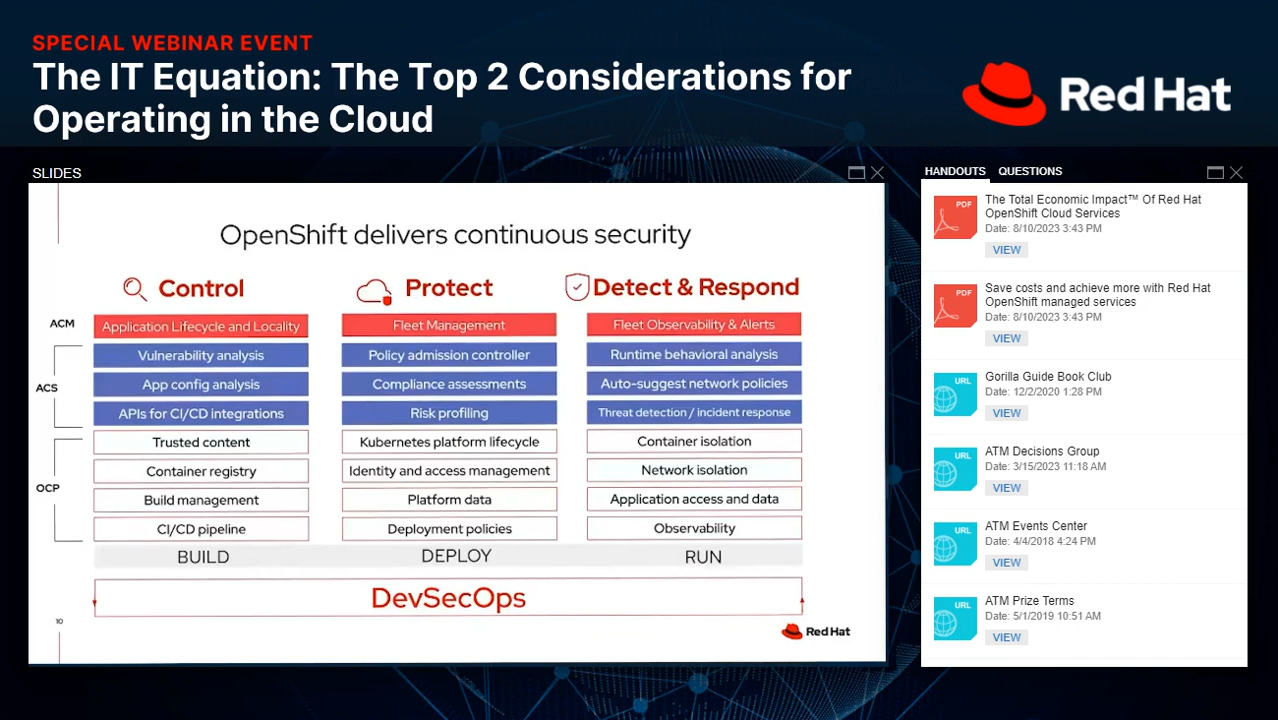 SPECIAL WEBINAR EVENT
The IT Equation: The Top 2 Considerations for
Operating in the Cloud
Red Hat
SLIDES
OpenShift delivers continuous security
Control
Protect
Detect & Respond
ACM
Application Lifecycle and Locality
Fleet Management
Fleet Observability & Alerts
ACS
Vulnerability analysis
Policy admission controller
Runtime behavioral analysis
App config analysis
Compliance assessments
Auto-suggest network policies
APIs for CI/CD integrations
Risk profiling
Threat detection / incident response
OCP
Trusted content
Kubernetes platform lifecycle
Container isolation
Container registry
Identity and access management
Network isolation
Build management
Platform data
Application access and data
CI/CD pipeline
Deployment policies
Observability
BUILD
DEPLOY
RUN
DevSecOps
10
Red Hat
HANDOUTS
QUESTIONS
PDF
The Total Economic Impact™ Of Red Hat
OpenShift Cloud Services
Date: 8/10/2023 3:43 PM
VIEW
PDF
Save costs and achieve more with Red Hat
OpenShift managed services
Date: 8/10/2023 3:43 PM
VIEW
URL
Gorilla Guide Book Club
Date: 12/2/2020 1:28 PM
VIEW
URL
ATM Decisions Group
Date: 3/15/2023 11:18 AM
VIEW
URL
ATM Events Center
Date: 4/4/2018 4:24 PM
VIEW
URL
ATM Prize Terms
Date: 5/1/2019 10:51 AM
VIEW